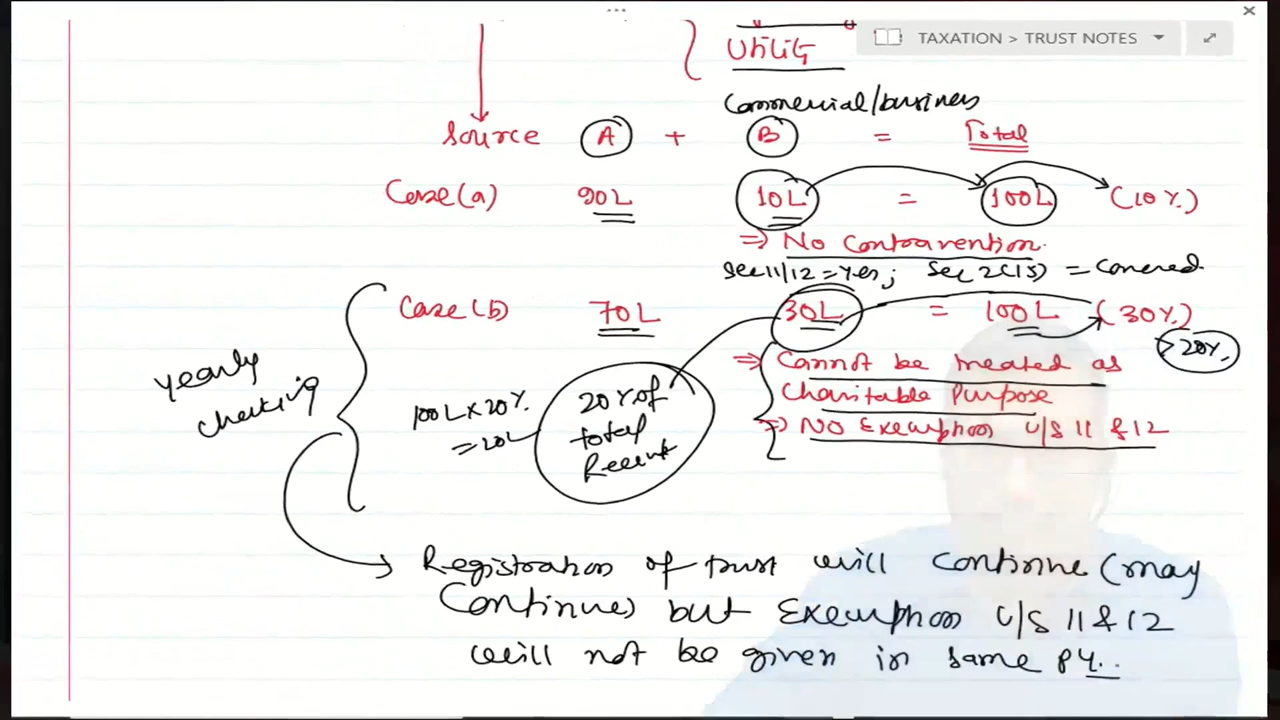 TAXATION > TRUST NOTES
Utility
Commercial/business
Source A + B = Total
Case(a) 90L 10L = 100L (10%)
⇒ No Contravention.
Sec 11/12 = Yes; Sec 2(15) = Covered
Case(b) 70L 30L = 100L (30%)
>20%
⇒ Cannot be treated as
Charitable Purpose
⇒ NO Exemption U/S 11 & 12
yearly
checking
100L x 20%
= 20L
20% of
total
Receipt
Registration of trust will continue (may
Continue) but Exemption U/S 11 & 12
will not be given in same PY..